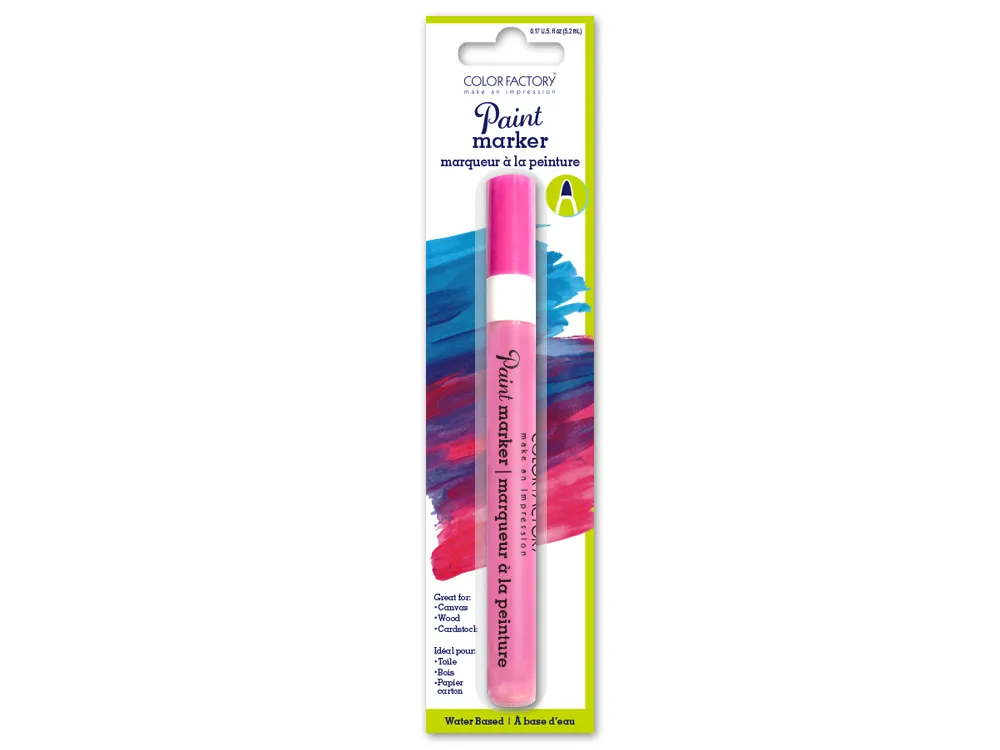 0.17 U.S. fl oz (5.2 mL)
COLOR FACTORY™
make an impression
Paint
marker
marqueur à la peinture
Paint marker | marqueur à la peinture
COLOR FACTORY
make an impression
Great for:
•Canvas
•Wood
•Cardstock
Idéal pour:
•Toile
•Bois
•Papier
carton
Water Based | À base d'eau